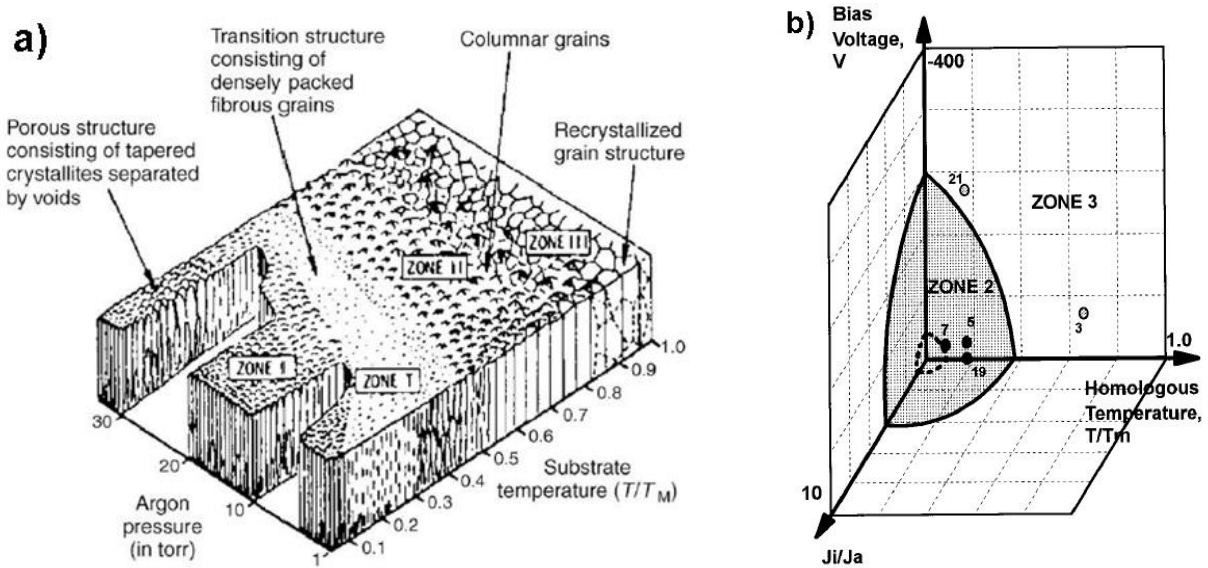 a)
Transition structure
consisting of
densely packed
fibrous grains
Columnar grains
Porous structure
consisting of tapered
crystallites separated
by voids
Recrystallized
grain structure
ZONE III
ZONE II
ZONE I
ZONE T
30
20
10
1
Argon
pressure
(in torr)
0.1
0.2
0.3
0.4
0.5
0.6
0.7
0.8
0.9
1.0
Substrate
temperature (T/TM)
b)
Bias
Voltage,
V
-400
21
ZONE 3
ZONE 2
7
5
3
19
1.0
Homologous
Temperature,
T/Tm
10
Ji/Ja